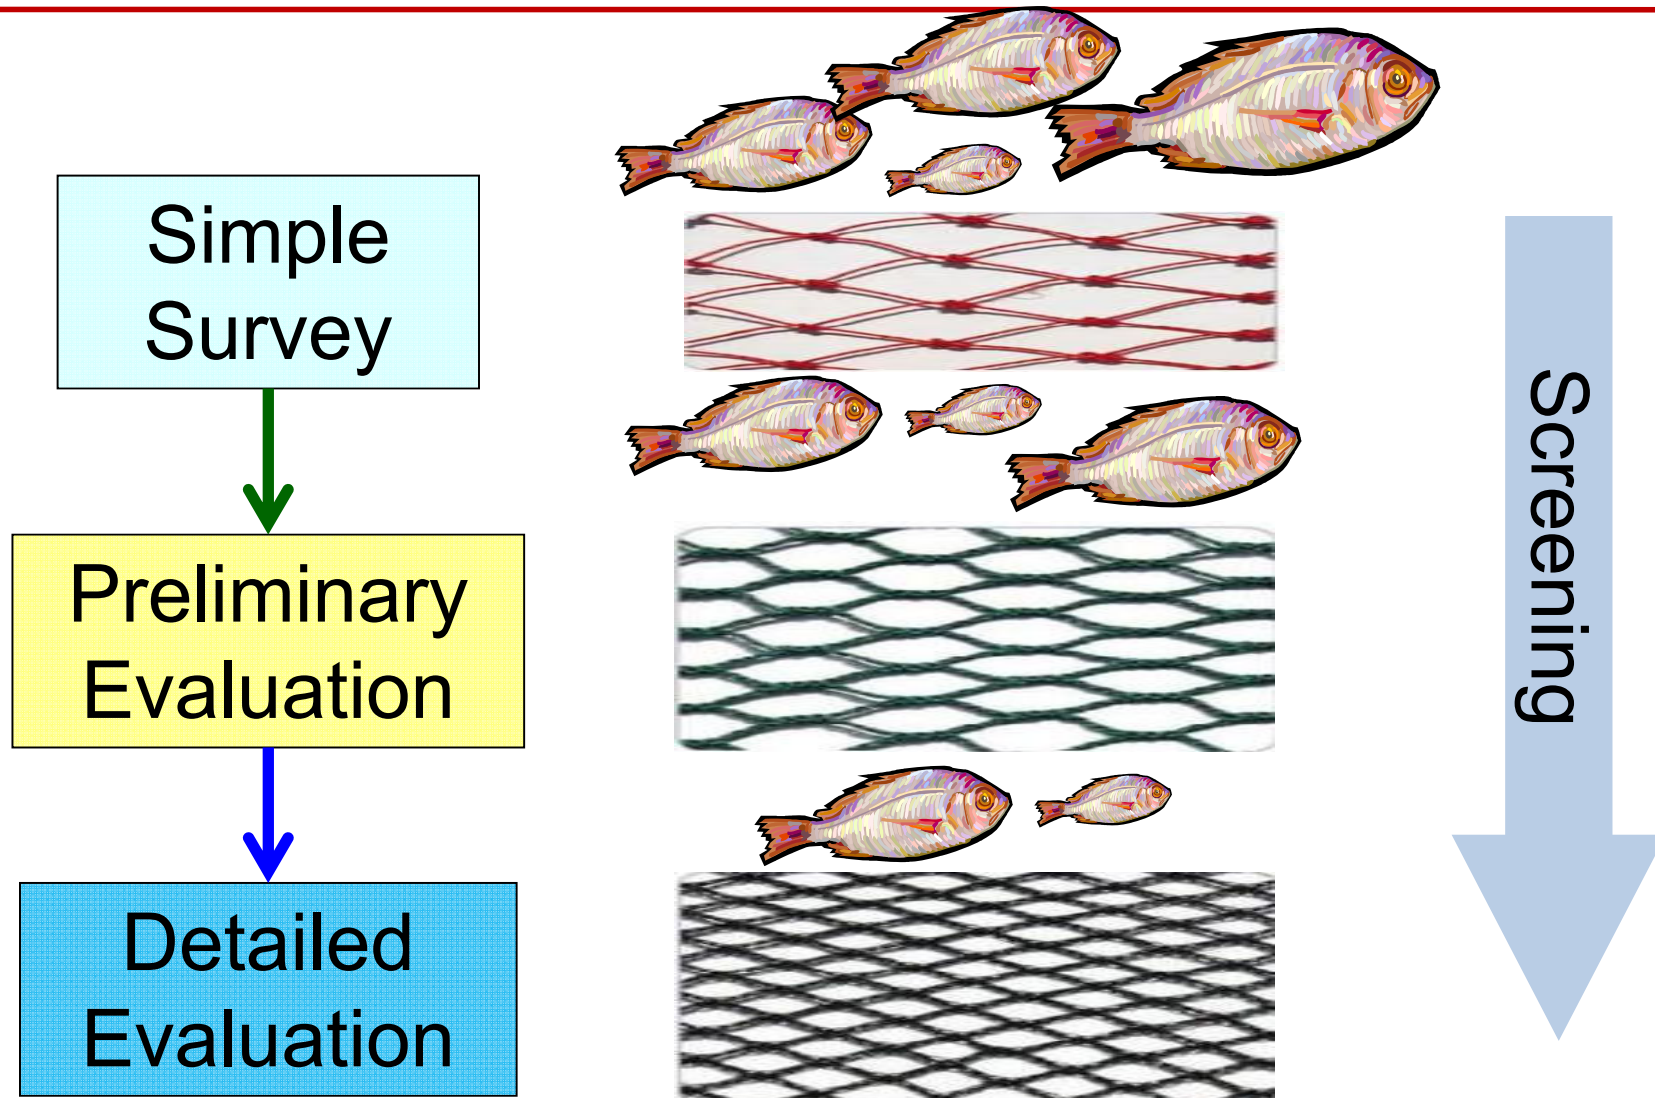 Simple
Survey
Preliminary
Evaluation
Detailed
Evaluation
Screening